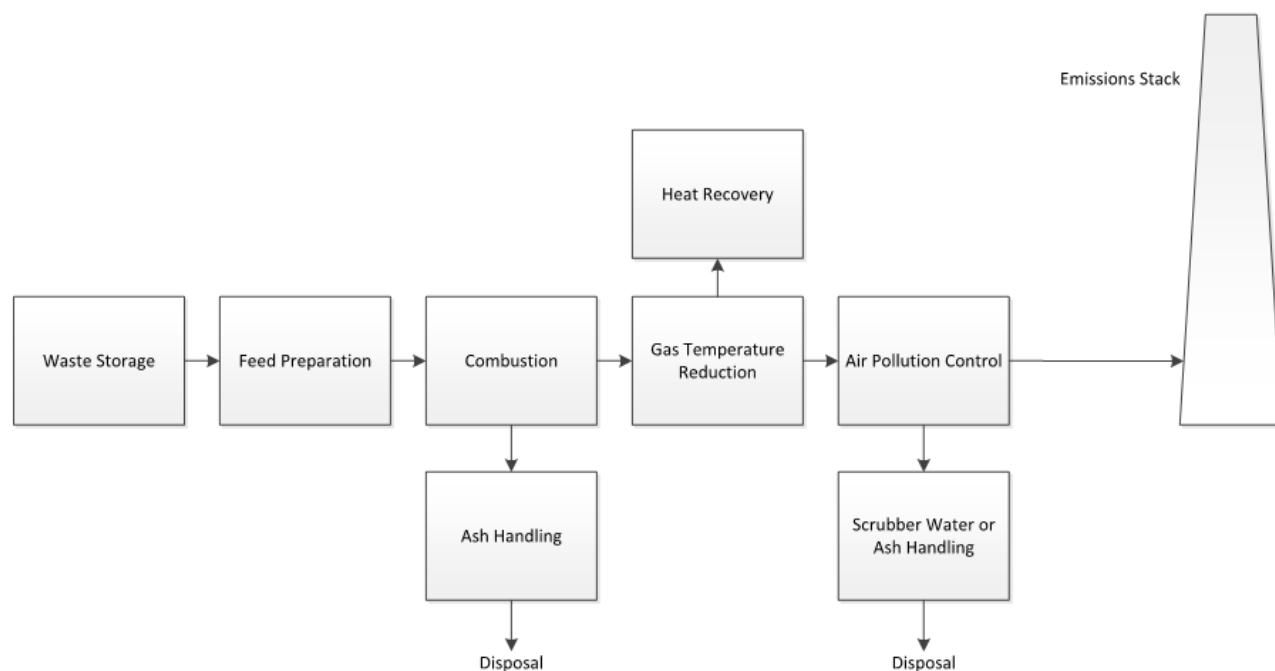 Emissions Stack
Heat Recovery
Waste Storage
Feed Preparation
Combustion
Gas Temperature
Reduction
Air Pollution Control
Ash Handling
Scrubber Water or
Ash Handling
Disposal
Disposal